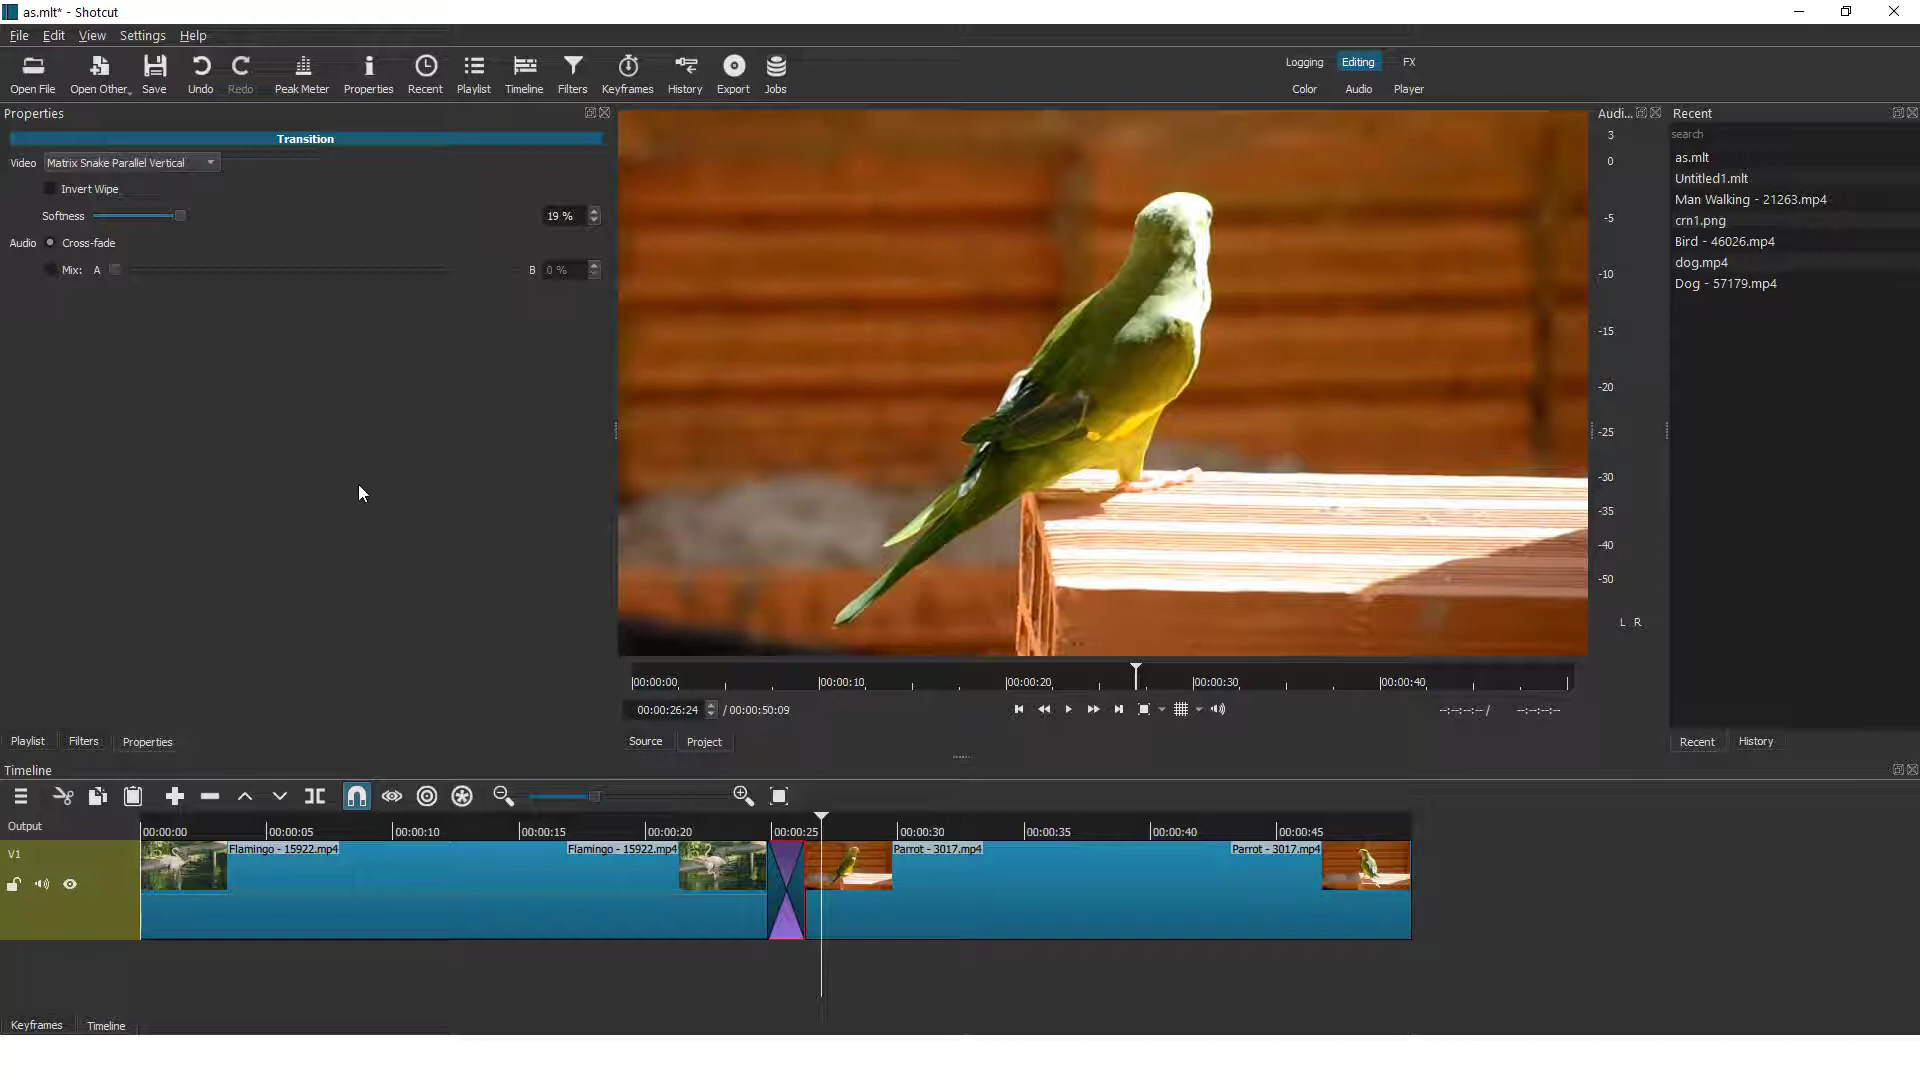 as.mlt* - Shotcut
File Edit View Settings Help
Open File Open Other Save Undo Redo Peak Meter Properties Recent Playlist Timeline Filters Keyframes History Export Jobs
Logging Editing FX
Color Audio Player
Properties
Transition
Video Matrix Snake Parallel Vertical
Invert Wipe
Softness 19 %
Audio Cross-fade
Mix: A B 0 %
Audi...
3
0
-5
-10
-15
-20
-25
-30
-35
-40
-50
L R
Recent
search
as.mlt
Untitled1.mlt
Man Walking - 21263.mp4
crn1.png
Bird - 46026.mp4
dog.mp4
Dog - 57179.mp4
00:00:00 00:00:10 00:00:20 00:00:30 00:00:40
00:00:26:24 / 00:00:50:09 --:--:--:-- / --:--:--:--
Playlist Filters Properties
Source Project
Recent History
Timeline
Output
00:00:00 00:00:05 00:00:10 00:00:15 00:00:20 00:00:25 00:00:30 00:00:35 00:00:40 00:00:45
V1
Flamingo - 15922.mp4 Flamingo - 15922.mp4 Parrot - 3017.mp4 Parrot - 3017.mp4
Keyframes Timeline